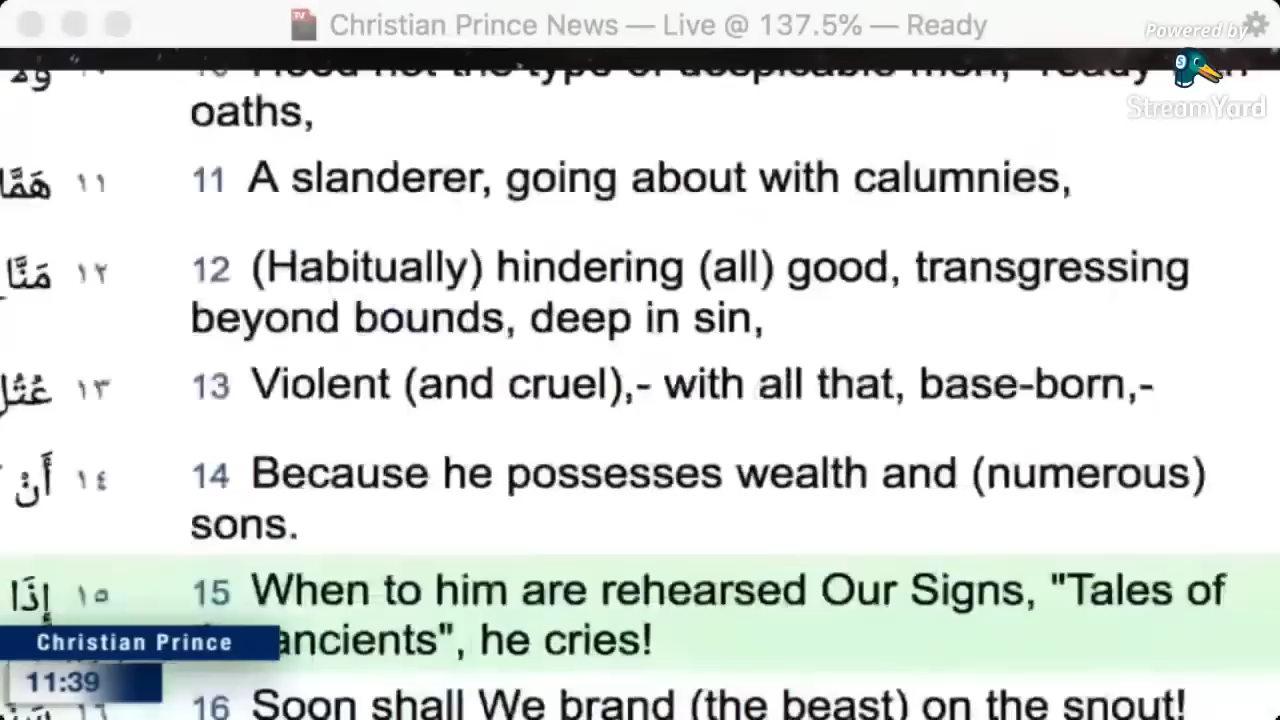 Christian Prince News — Live @ 137.5% — Ready
Powered by
StreamYard
oaths,
هَمَّا ١١ 11 A slanderer, going about with calumnies,
مَنَّا ١٢ 12 (Habitually) hindering (all) good, transgressing
beyond bounds, deep in sin,
عُتُلٍّ ١٣ 13 Violent (and cruel),- with all that, base-born,-
أَنْ ١٤ 14 Because he possesses wealth and (numerous)
sons.
إِذَا ١٥ 15 When to him are rehearsed Our Signs, "Tales of
ancients", he cries!
Christian Prince
11:39
16 Soon shall We brand (the beast) on the snout!